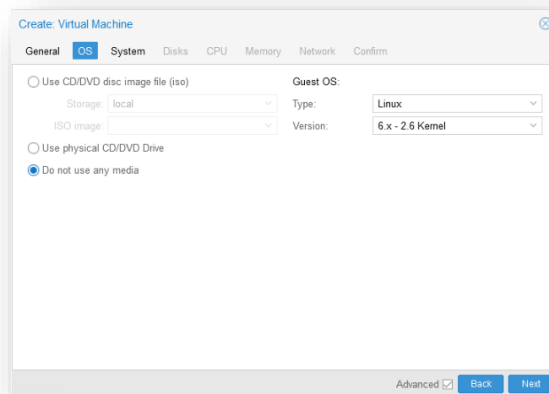 Create: Virtual Machine
General OS System Disks CPU Memory Network Confirm
Use CD/DVD disc image file (iso) Guest OS:
Storage: local Type: Linux
ISO image: Version: 6.x - 2.6 Kernel
Use physical CD/DVD Drive
Do not use any media
Advanced Back Next